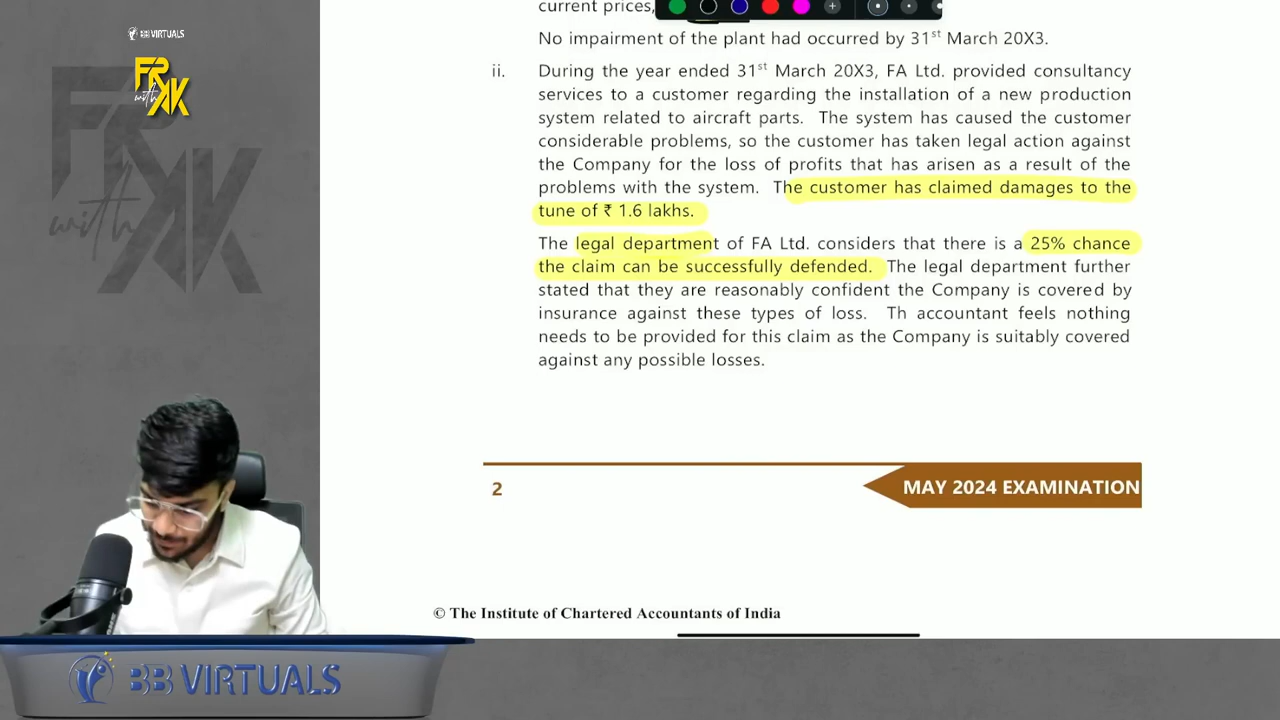 current prices,
BB VIRTUALS
No impairment of the plant had occurred by 31st March 20X3.
FR
with
AK
ii. During the year ended 31st March 20X3, FA Ltd. provided consultancy
services to a customer regarding the installation of a new production
system related to aircraft parts. The system has caused the customer
considerable problems, so the customer has taken legal action against
the Company for the loss of profits that has arisen as a result of the
problems with the system. The customer has claimed damages to the
tune of ₹ 1.6 lakhs.
The legal department of FA Ltd. considers that there is a 25% chance
the claim can be successfully defended. The legal department further
stated that they are reasonably confident the Company is covered by
insurance against these types of loss. Th accountant feels nothing
needs to be provided for this claim as the Company is suitably covered
against any possible losses.
FR
with
AK
2
MAY 2024 EXAMINATION
© The Institute of Chartered Accountants of India
BB VIRTUALS